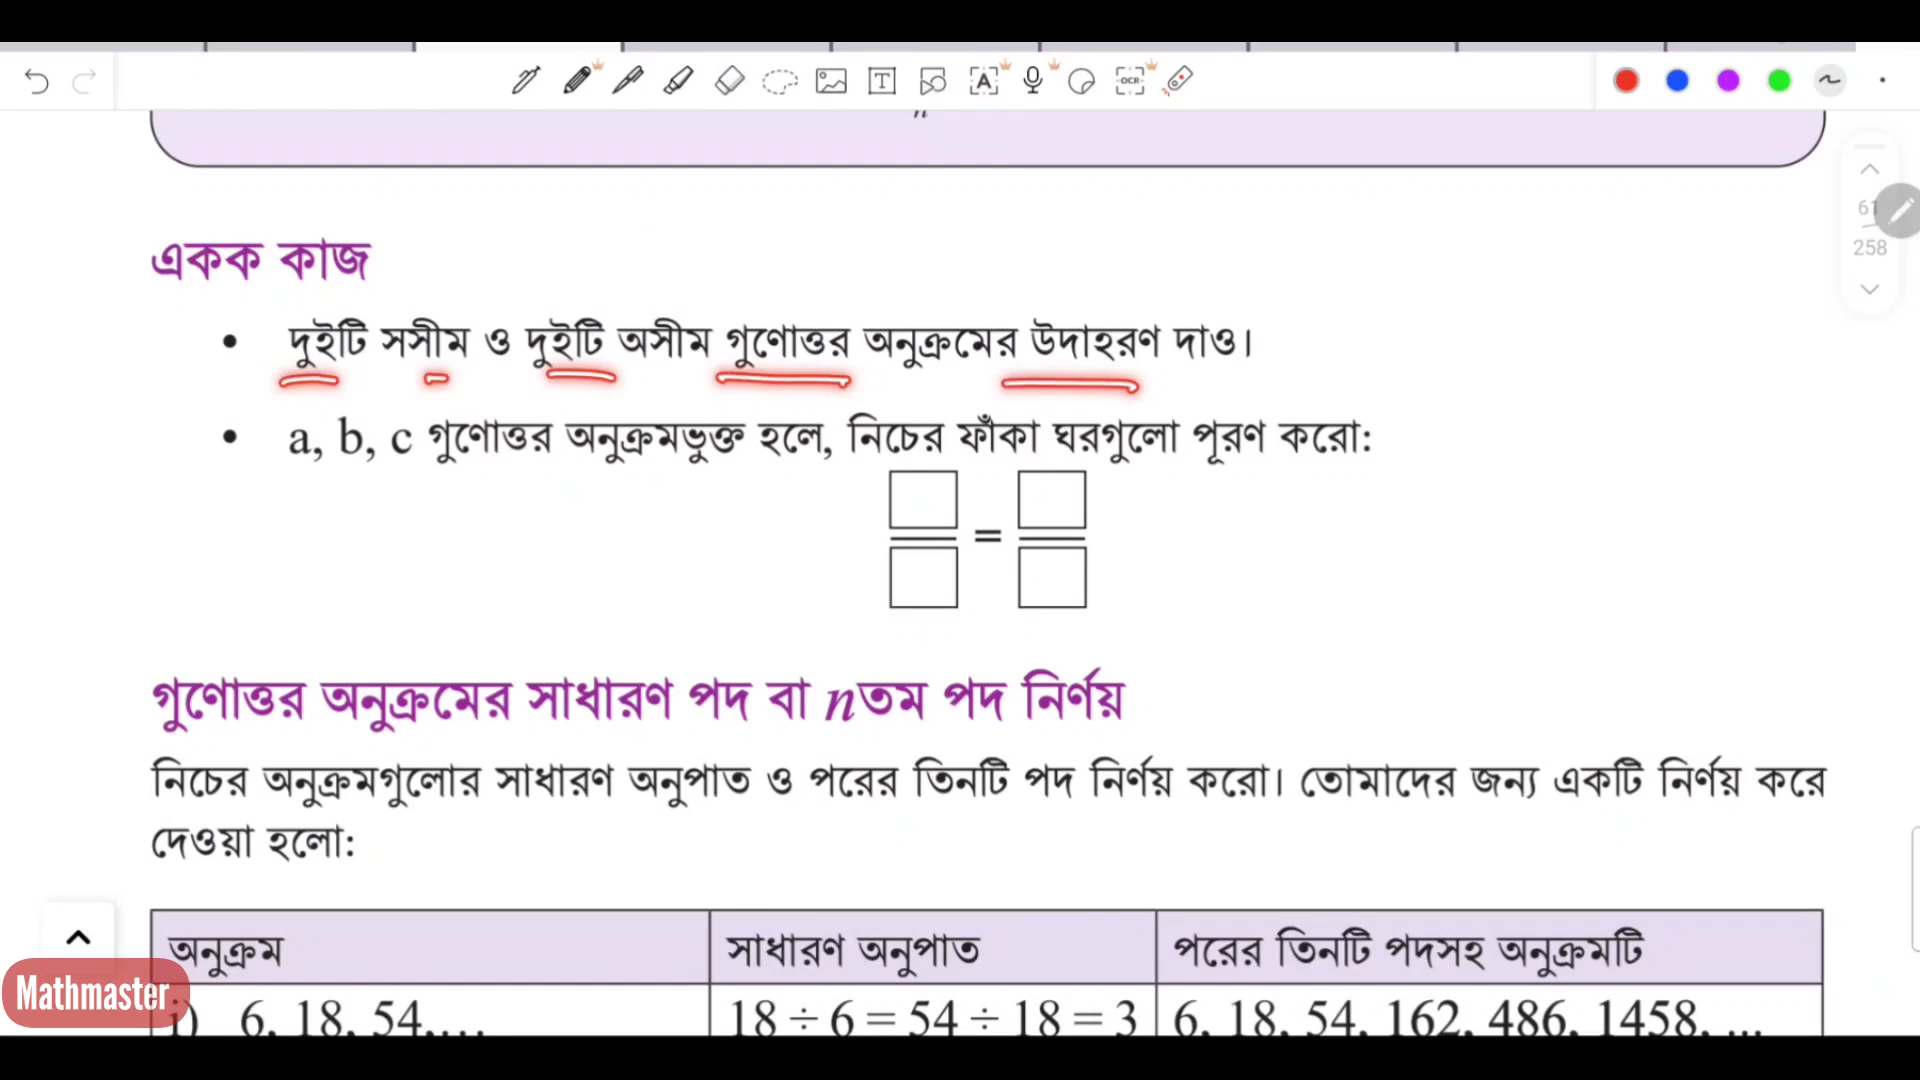 T
A
OCR
n
61
258
একক কাজ
• দুইটি সসীম ও দুইটি অসীম গুণোত্তর অনুক্রমের উদাহরণ দাও।
• a, b, c গুণোত্তর অনুক্রমভুক্ত হলে, নিচের ফাঁকা ঘরগুলো পূরণ করো:
=
গুণোত্তর অনুক্রমের সাধারণ পদ বা nতম পদ নির্ণয়
নিচের অনুক্রমগুলোর সাধারণ অনুপাত ও পরের তিনটি পদ নির্ণয় করো। তোমাদের জন্য একটি নির্ণয় করে
দেওয়া হলো:
অনুক্রম সাধারণ অনুপাত পরের তিনটি পদসহ অনুক্রমটি
i) 6, 18, 54,... 18 ÷ 6 = 54 ÷ 18 = 3 6, 18, 54, 162, 486, 1458, ...
Mathmaster